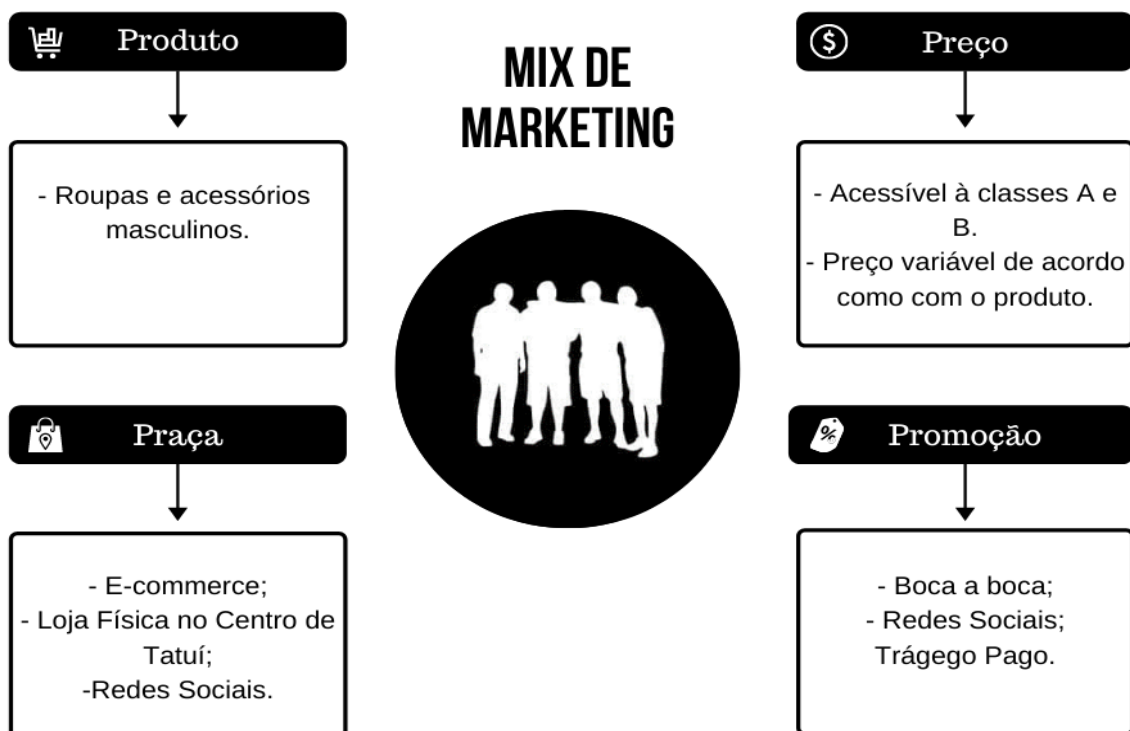 Produto
- Roupas e acessórios
masculinos.
MIX DE
MARKETING
Preço
- Acessível à classes A e
B.
- Preço variável de acordo
como com o produto.
Praça
- E-commerce;
- Loja Física no Centro de
Tatuí;
-Redes Sociais.
Promoção
- Boca a boca;
- Redes Sociais;
Trágego Pago.